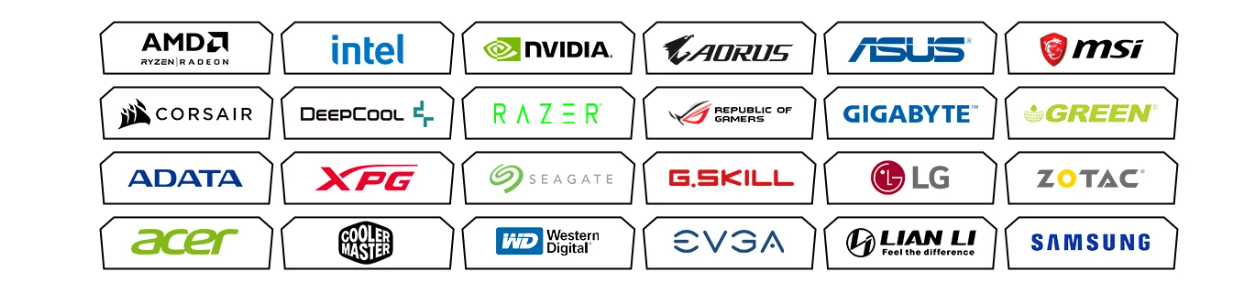 AMD
RYZEN | RADEON
intel
NVIDIA.
AORUS
ASUS®
msi
CORSAIR
DEEPCOOL
RAZER™
REPUBLIC OF
GAMERS
GIGABYTE™
GREEN®
ADATA
XPG
SEAGATE
G.SKILL
LG
ZOTAC®
acer
COOLER
MASTER
WD Western
Digital®
EVGA
LIAN LI
Feel the difference
SAMSUNG